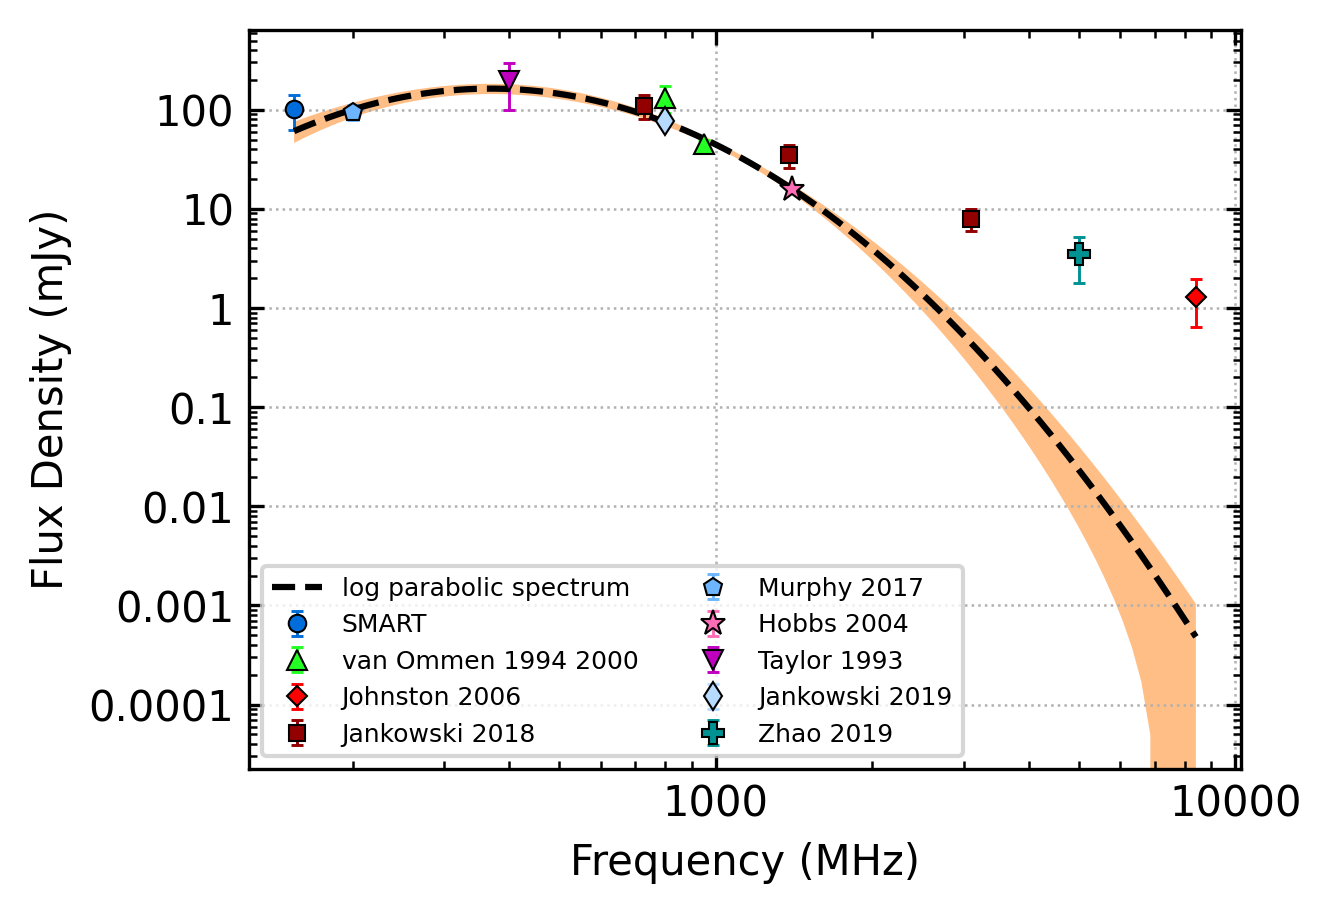 100
10
1
0.1
0.01
0.001
0.0001
Flux Density (mJy)
log parabolic spectrum
SMART
van Ommen 1994 2000
Johnston 2006
Jankowski 2018
Murphy 2017
Hobbs 2004
Taylor 1993
Jankowski 2019
Zhao 2019
1000
10000
Frequency (MHz)